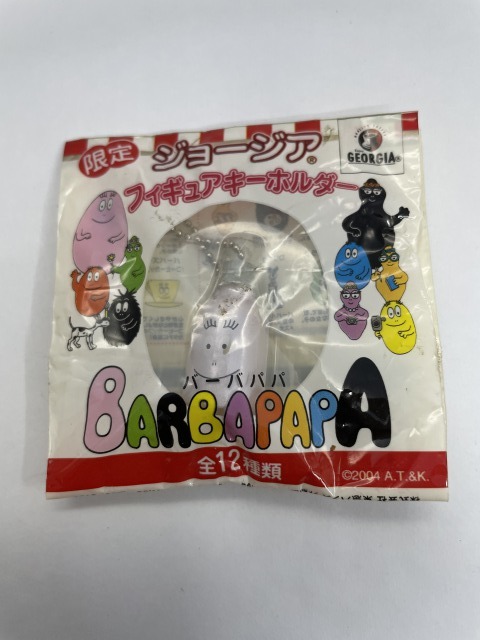 限定 ジョージア®
GEORGIA®
フィギュアキーホルダー
バーバパパ
BARBAPAPA
全12種類
©2004 A.T.&K.